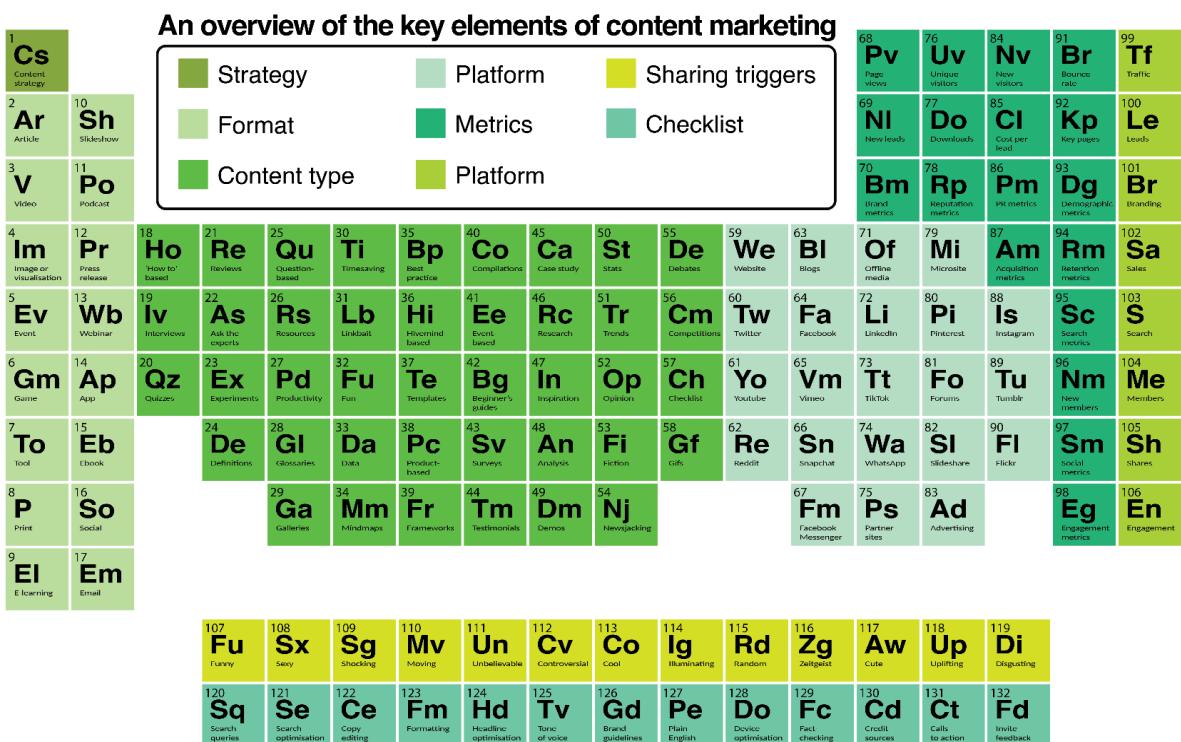 An overview of the key elements of content marketing
Strategy
Format
Content type
Platform
Metrics
Platform
Sharing triggers
Checklist
1
Cs
Content
strategy
2
Ar
Article
3
V
Video
4
Im
Image or
visualisation
5
Ev
Event
6
Gm
Game
7
To
Tool
8
P
Print
9
El
E learning
10
Sh
Slideshow
11
Po
Podcast
12
Pr
Press
release
13
Wb
Webinar
14
Ap
App
15
Eb
Ebook
16
So
Social
17
Em
Email
18
Ho
'How to'
based
19
Iv
Interviews
20
Qz
Quizzes
21
Re
Reviews
22
As
Ask the
experts
23
Ex
Experiments
24
De
Definitions
25
Qu
Question-
based
26
Rs
Resources
27
Pd
Productivity
28
Gl
Glossaries
29
Ga
Galleries
30
Ti
Timesaving
31
Lb
Linkbait
32
Fu
Fun
33
Da
Data
34
Mm
Mindmaps
35
Bp
Best
practice
36
Hi
Hivemind
based
37
Te
Templates
38
Pc
Product-
based
39
Fr
Frameworks
40
Co
Compilations
41
Ee
Event
based
42
Bg
Beginner's
guides
43
Sv
Surveys
44
Tm
Testimonials
45
Ca
Case study
46
Rc
Research
47
In
Inspiration
48
An
Analysis
49
Dm
Demos
50
St
Stats
51
Tr
Trends
52
Op
Opinion
53
Fi
Fiction
54
Nj
Newsjacking
55
De
Debates
56
Cm
Competitions
57
Ch
Checklist
58
Gf
Gifs
59
We
Website
60
Tw
Twitter
61
Yo
Youtube
62
Re
Reddit
63
Bl
Blogs
64
Fa
Facebook
65
Vm
Vimeo
66
Sn
Snapchat
67
Fm
Facebook
Messenger
68
Pv
Page
views
69
Nl
New leads
70
Bm
Brand
metrics
71
Of
Offline
media
72
Li
LinkedIn
73
Tt
TikTok
74
Wa
WhatsApp
75
Ps
Partner
sites
76
Uv
Unique
visitors
77
Do
Downloads
78
Rp
Reputation
metrics
79
Mi
Microsite
80
Pi
Pinterest
81
Fo
Forums
82
Sl
Slideshare
83
Ad
Advertising
84
Nv
New
visitors
85
Cl
Cost per
lead
86
Pm
PR metrics
87
Am
Acquisition
metrics
88
Is
Instagram
89
Tu
Tumblr
90
Fl
Flickr
91
Br
Bounce
rate
92
Kp
Key pages
93
Dg
Demographic
metrics
94
Rm
Retention
metrics
95
Sc
Search
metrics
96
Nm
New
members
97
Sm
Social
metrics
98
Eg
Engagement
metrics
99
Tf
Traffic
100
Le
Leads
101
Br
Branding
102
Sa
Sales
103
S
Search
104
Me
Members
105
Sh
Shares
106
En
Engagement
107
Fu
Funny
108
Sx
Sexy
109
Sg
Shocking
110
Mv
Moving
111
Un
Unbelievable
112
Cv
Controversial
113
Co
Cool
114
Ig
Illuminating
115
Rd
Random
116
Zg
Zeitgeist
117
Aw
Cute
118
Up
Uplifting
119
Di
Disgusting
120
Sq
Search
queries
121
Se
Search
optimisation
122
Ce
Copy
editing
123
Fm
Formatting
124
Hd
Headline
optimisation
125
Tv
Tone
of voice
126
Gd
Brand
guidelines
127
Pe
Plain
English
128
Do
Device
optimisation
129
Fc
Fact
checking
130
Cd
Credit
sources
131
Ct
Calls
to action
132
Fd
Invite
feedback